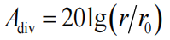 A_div = 20lg(r/r_0)